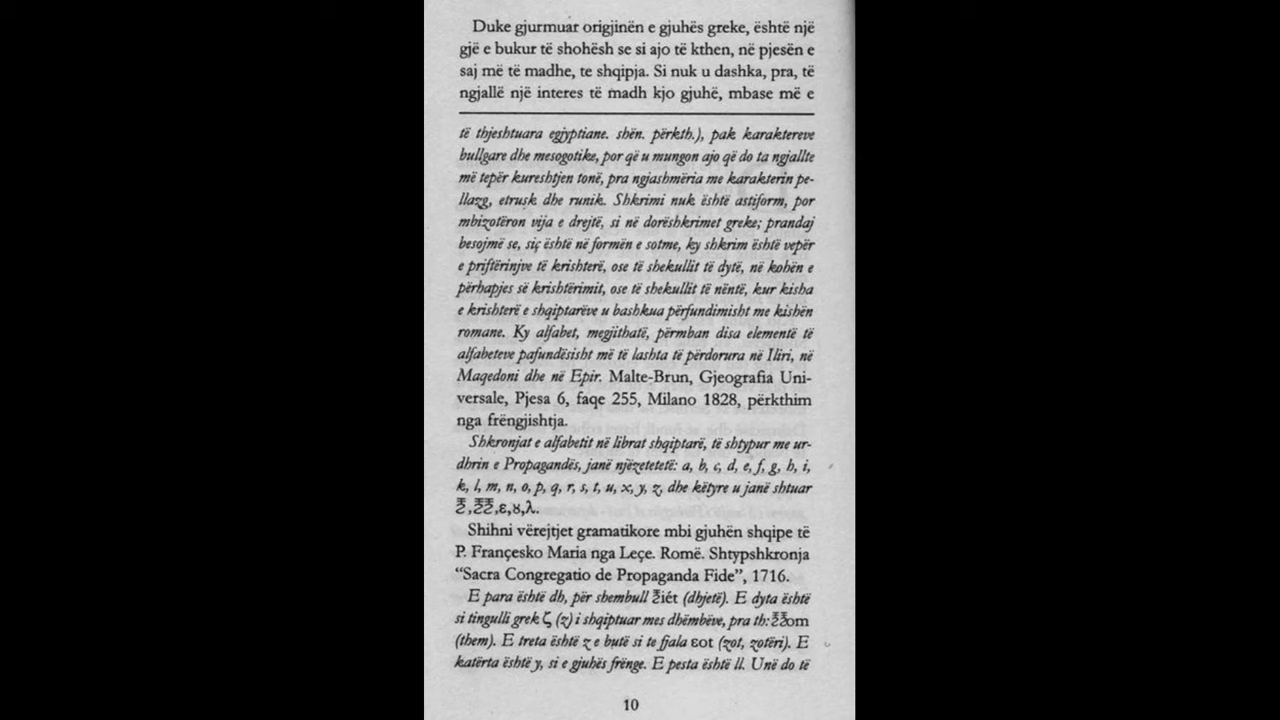 Duke gjurmuar origjinën e gjuhës greke, është një
gjë e bukur të shohësh se si ajo të kthen, në pjesën e
saj më të madhe, te shqipja. Si nuk u dashka, pra, të
ngjallë një interes të madh kjo gjuhë, mbase më e
të thjeshtuara egjyptiane. shën. përkth.), pak karaktereve
bullgare dhe mesogotike, por që u mungon ajo që do ta ngjallte
më tepër kureshtjen tonë, pra ngjashmëria me karakterin pe-
llazg, etrusk dhe runik. Shkrimi nuk është astiform, por
mbizotëron vija e drejtë, si në dorëshkrimet greke; prandaj
besojmë se, siç është në formën e sotme, ky shkrim është vepër
e priftërinjve të krishterë, ose të shekullit të dytë, në kohën e
përhapjes së krishtërimit, ose të shekullit të nëntë, kur kisha
e krishterë e shqiptarëve u bashkua përfundimisht me kishën
romane. Ky alfabet, megjithatë, përmban disa elementë të
alfabeteve pafundësisht më të lashta të përdorura në Iliri, në
Maqedoni dhe në Epir. Malte-Brun, Gjeografia Uni-
versale, Pjesa 6, faqe 255, Milano 1828, përkthim
nga frëngjishtja.
Shkronjat e alfabetit në librat shqiptarë, të shtypur me ur-
dhrin e Propagandës, janë njëzetetetë: a, b, c, d, e, f, g, h, i,
k, l, m, n, o, p, q, r, s, t, u, x, y, z, dhe këtyre u janë shtuar
ε,ȣ,λ.
Shihni vërejtjet gramatikore mbi gjuhën shqipe të
P. Françesko Maria nga Leçe. Romë. Shtypshkronja
“Sacra Congregatio de Propaganda Fide”, 1716.
E para është dh, për shembull (dhjetë). E dyta është
si tingulli grek ζ (z) i shqiptuar mes dhëmbëve, pra th:
(them). E treta është z e butë si te fjala εot (zot, zotëri). E
katërta është y, si e gjuhës frënge. E pesta është ll. Unë do të
10